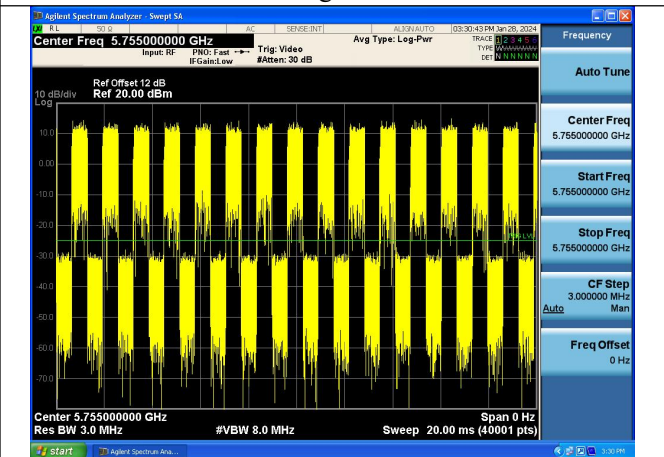 Agilent Spectrum Analyzer - Swept SA
RL 50 Ω AC SENSE:INT ALIGNAUTO 03:30:43 PM Jan 28, 2024
Center Freq 5.755000000 GHz
Input: RF PNO: Fast
IFGain:Low
Trig: Video
#Atten: 30 dB
Avg Type: Log-Pwr
TRACE 1 2 3 4 5 6
TYPE
DET N N N N N N
Ref Offset 12 dB
Ref 20.00 dBm
10 dB/div
Log
10.0
0.00
-10.0
-20.0
-30.0
-40.0
-50.0
-60.0
-70.0
Center 5.755000000 GHz
Span 0 Hz
Res BW 3.0 MHz
#VBW 8.0 MHz
Sweep 20.00 ms (40001 pts)
Frequency
Auto Tune
Center Freq
5.755000000 GHz
Start Freq
5.755000000 GHz
Stop Freq
5.755000000 GHz
CF Step
3.000000 MHz
Auto Man
Freq Offset
0 Hz
start
Agilent Spectrum Ana...
3:30 PM